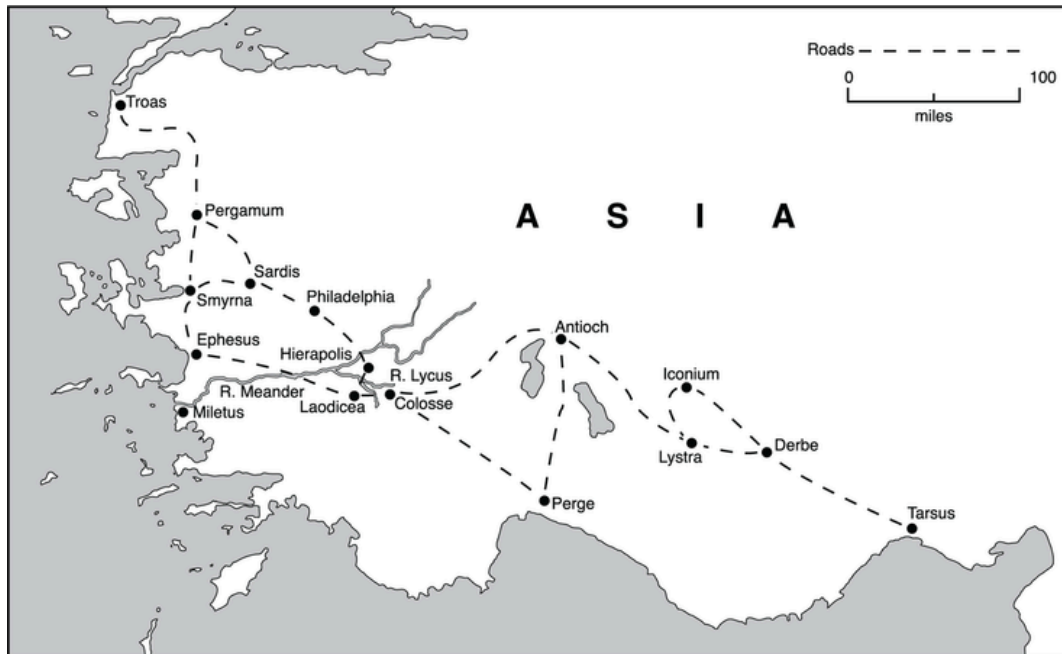 Roads
0 100
miles
Troas
A S I A
Pergamum
Sardis
Smyrna
Philadelphia
Antioch
Ephesus
Hierapolis
R. Lycus
Iconium
R. Meander
Laodicea
Colosse
Miletus
Lystra
Derbe
Perge
Tarsus